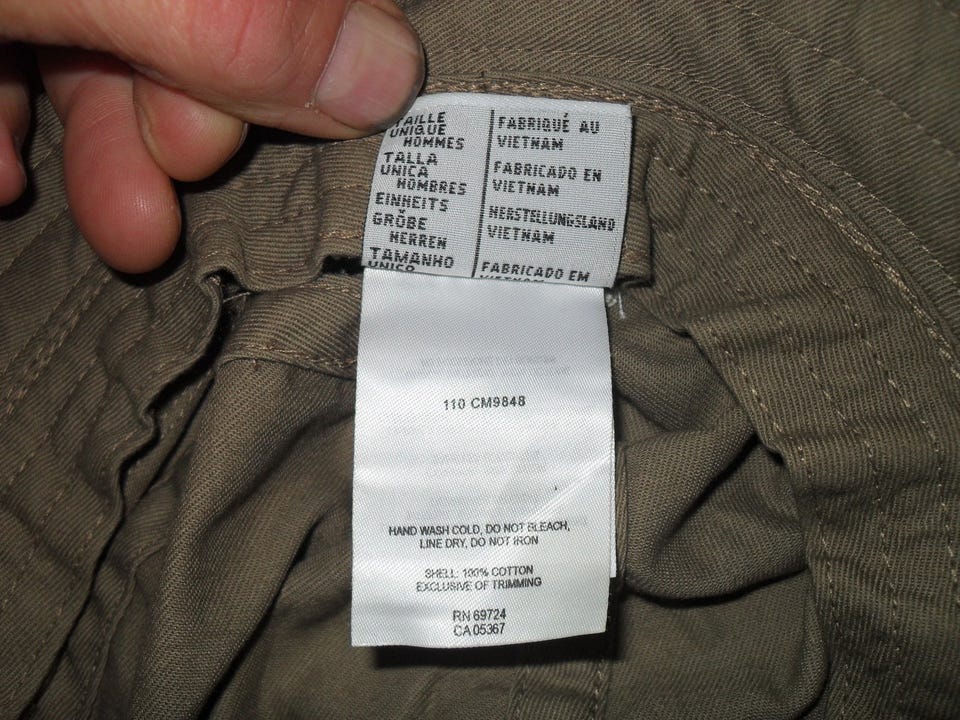 TAILLE
UNIQUE
HOMMES
TALLA
UNICA
HOMBRES
EINHEITS
GRÖBE
HERREN
TAMANHO
UNICO
FABRIQUÉ AU
VIETNAM
FABRICADO EN
VIETNAM
HERSTELLUNGSLAND
VIETNAM
FABRICADO EM
VIETNAM
110 CM9848
HAND WASH COLD, DO NOT BLEACH,
LINE DRY, DO NOT IRON
SHELL: 100% COTTON
EXCLUSIVE OF TRIMMING
RN 69724
CA 05367